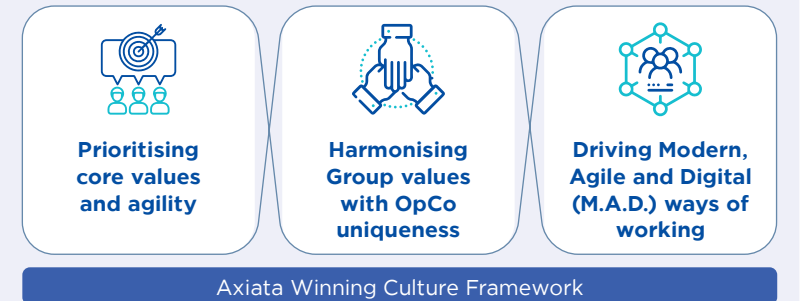 Prioritising
core values
and agility
Harmonising
Group values
with OpCo
uniqueness
Driving Modern,
Agile and Digital
(M.A.D.) ways of
working
Axiata Winning Culture Framework